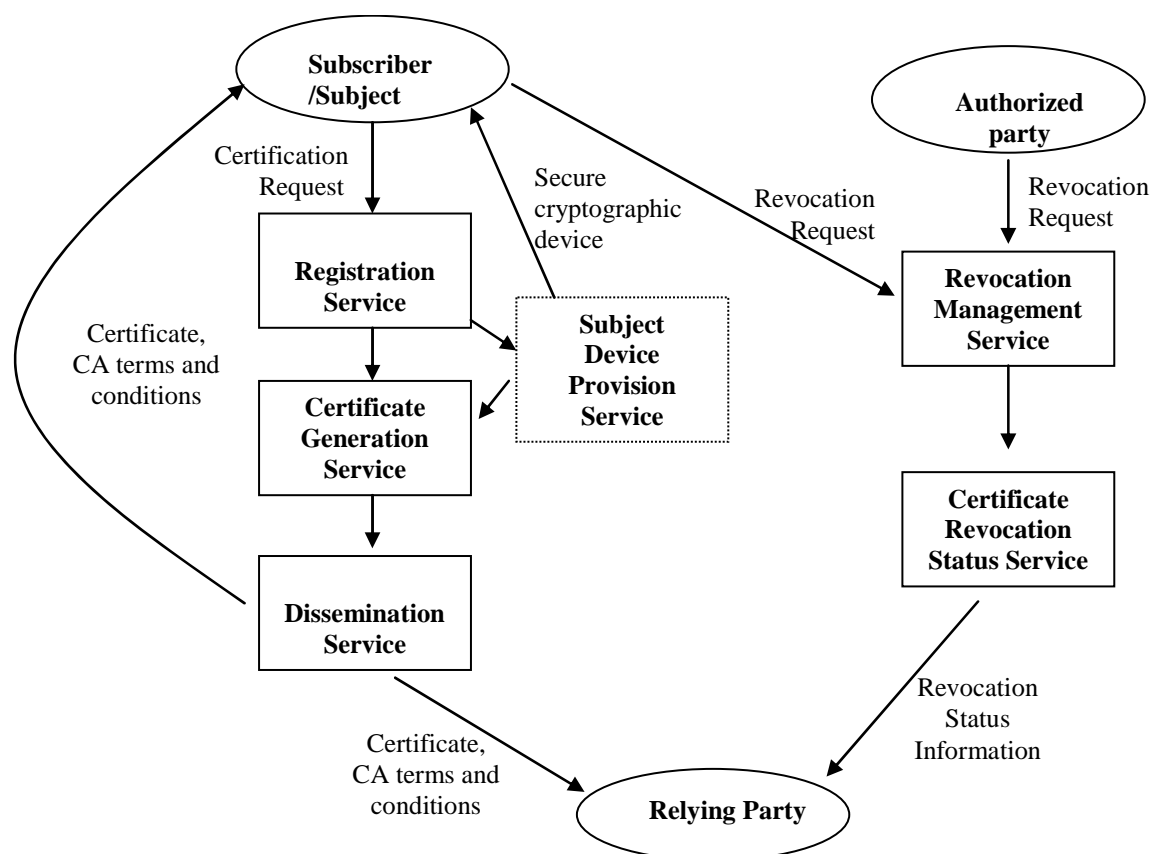 Subscriber
/Subject
Authorized
party
Certification
Request
Secure
cryptographic
device
Revocation
Request
Revocation
Request
Registration
Service
Revocation
Management
Service
Certificate,
CA terms and
conditions
Subject
Device
Provision
Service
Certificate
Generation
Service
Certificate
Revocation
Status Service
Dissemination
Service
Revocation
Status
Information
Certificate,
CA terms and
conditions
Relying Party